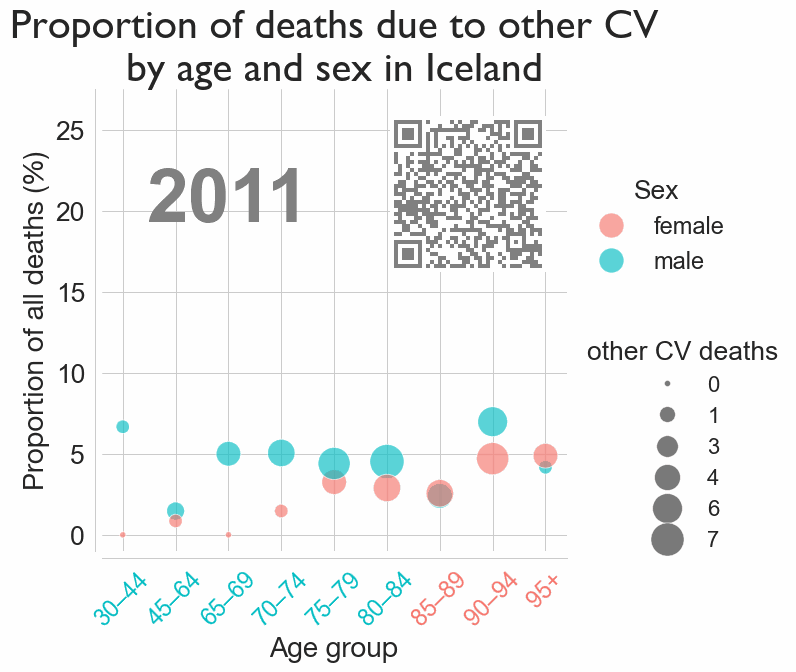 Proportion of deaths due to other CV
by age and sex in Iceland
Proportion of all deaths (%)
25
20
15
10
5
0
2011
Sex
female
male
other CV deaths
0
1
3
4
6
7
30–44
45–64
65–69
70–74
75–79
80–84
85–89
90–94
95+
Age group